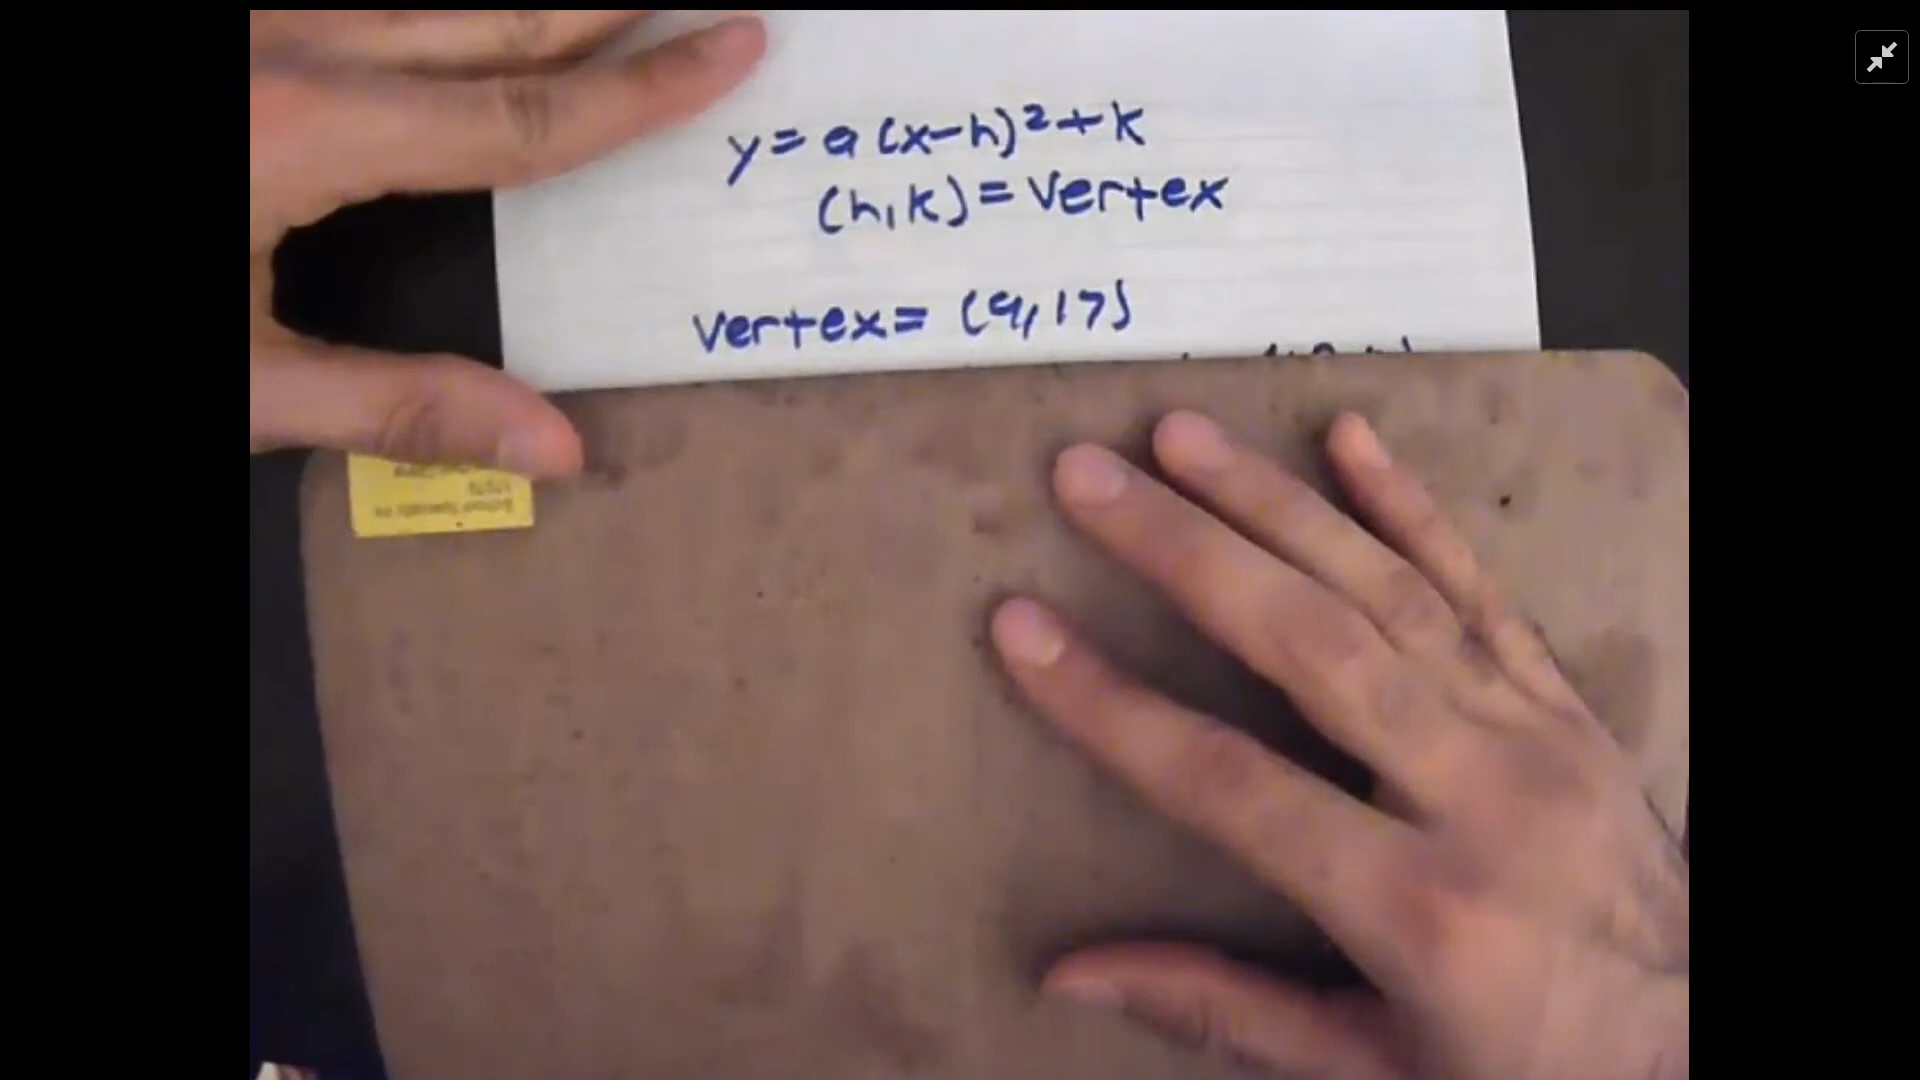 y = a(x-h)²+k
(h,k) = vertex
vertex = (9,17)